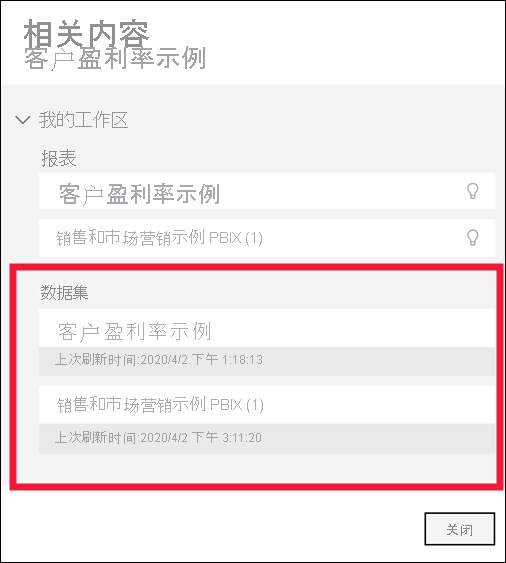 相关内容
客户盈利率示例
我的工作区
报表
客户盈利率示例
销售和市场营销示例 PBIX (1)
数据集
客户盈利率示例
上次刷新时间:2020/4/2 下午 1:18:13
销售和市场营销示例 PBIX (1)
上次刷新时间:2020/4/2 下午 3:11:20
关闭